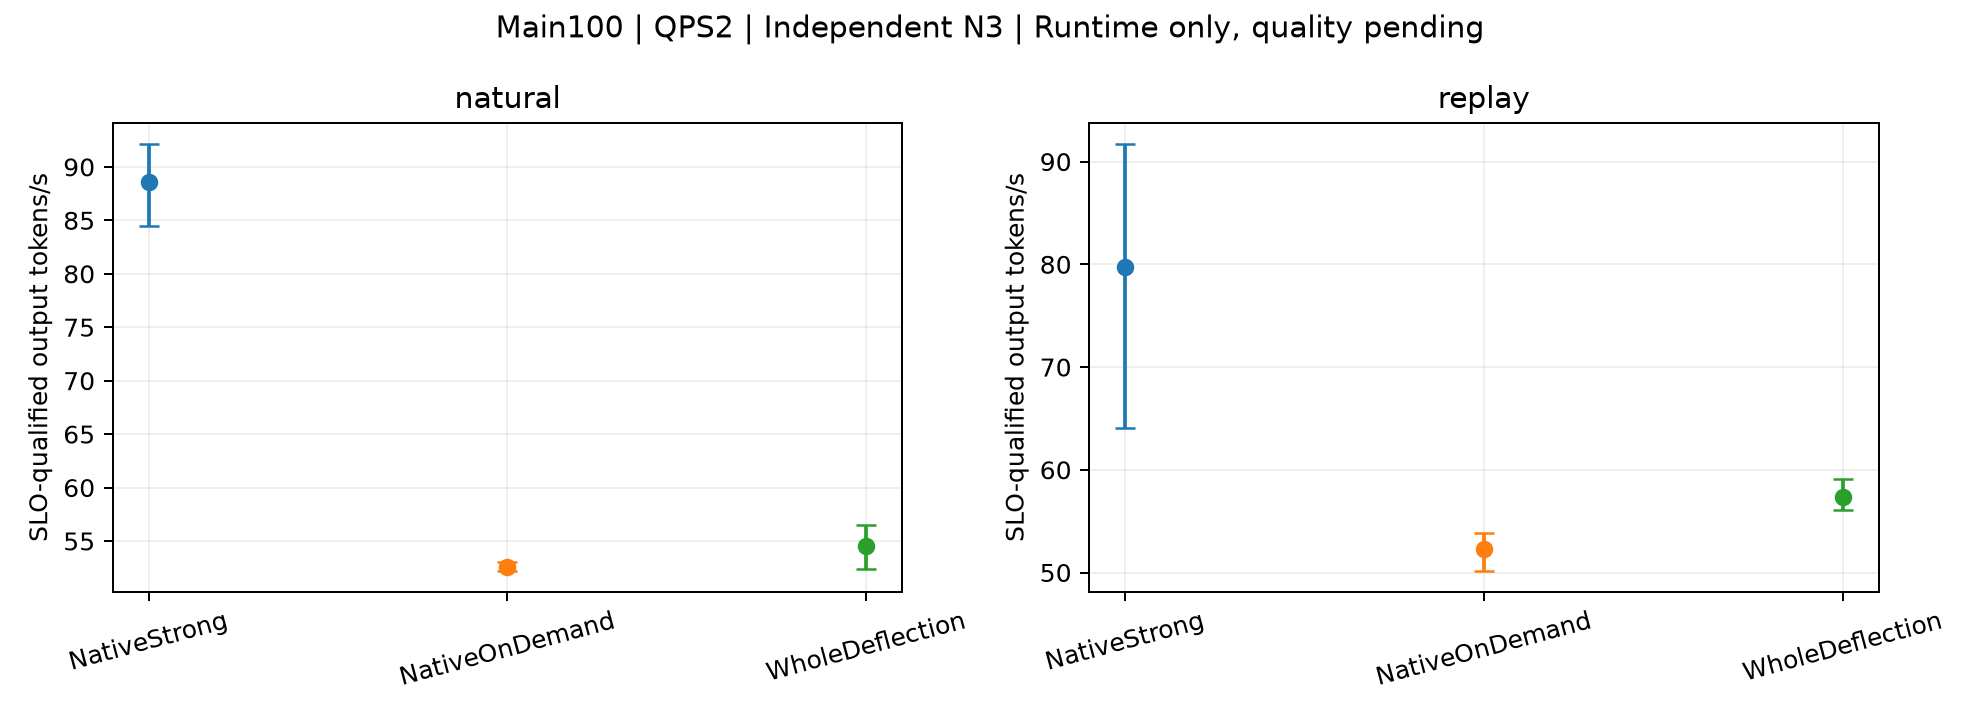 Main100 | QPS2 | Independent N3 | Runtime only, quality pending
natural
SLO-qualified output tokens/s
90
85
80
75
70
65
60
55
NativeStrong
NativeOnDemand
WholeDeflection
replay
SLO-qualified output tokens/s
90
80
70
60
50
NativeStrong
NativeOnDemand
WholeDeflection